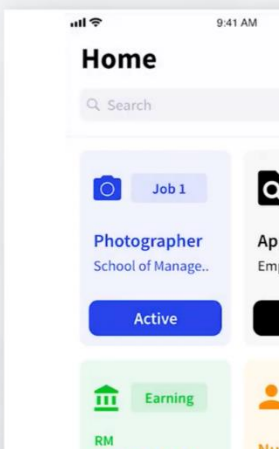 9:41 AM
Home
Search
Job 1
Photographer
School of Manage..
Active
Earning
RM